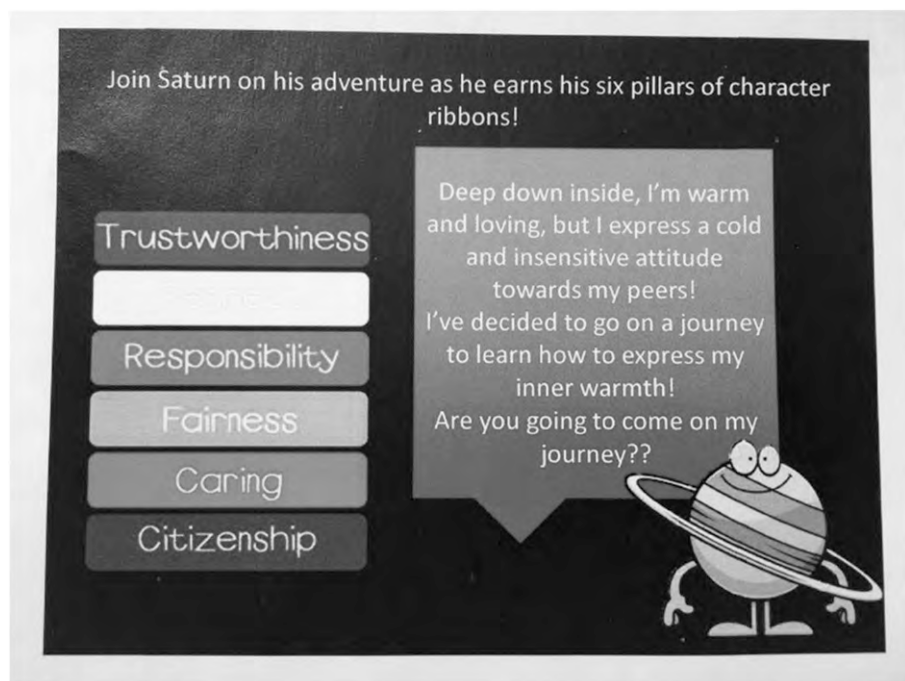 Join Saturn on his adventure as he earns his six pillars of character
ribbons!
Trustworthiness
Responsibility
Fairness
Caring
Citizenship
Deep down inside, I'm warm
and loving, but I express a cold
and insensitive attitude
towards my peers!
I've decided to go on a journey
to learn how to express my
inner warmth!
Are you going to come on my
journey??